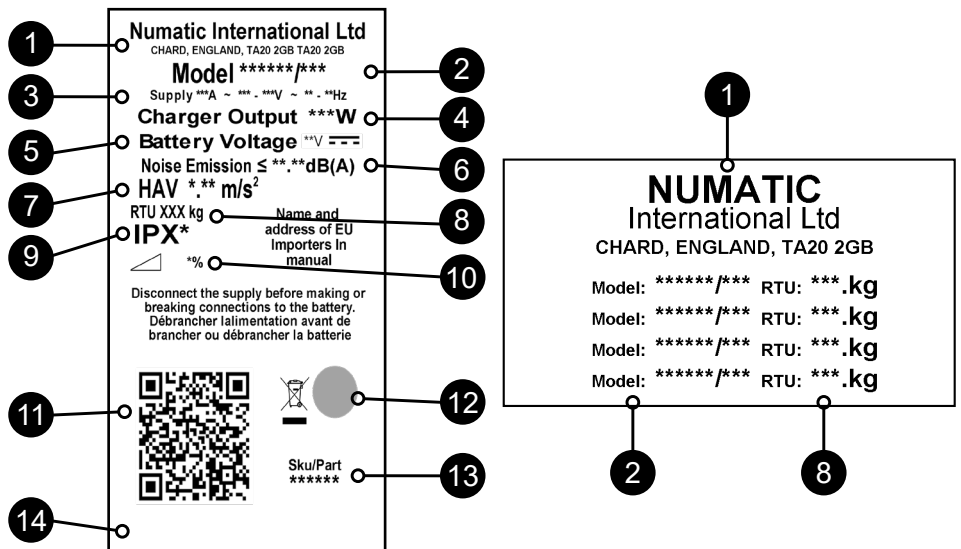 Numatic International Ltd
CHARD, ENGLAND, TA20 2GB TA20 2GB
Model ******/***
Supply ***A ~ *** - ***V ~ ** - **Hz
Charger Output ***W
Battery Voltage **V
Noise Emission ≤ **.**dB(A)
HAV *.** m/s²
RTU XXX kg
IPX*
Name and
address of EU
Importers In
manual
*%
Disconnect the supply before making or
breaking connections to the battery.
Débrancher lalimentation avant de
brancher ou débrancher la batterie
Sku/Part
******
1
3
5
7
9
11
14
2
4
6
8
10
12
13
1
NUMATIC
International Ltd
CHARD, ENGLAND, TA20 2GB
Model: ******/*** RTU: ***.kg
Model: ******/*** RTU: ***.kg
Model: ******/*** RTU: ***.kg
Model: ******/*** RTU: ***.kg
2
8